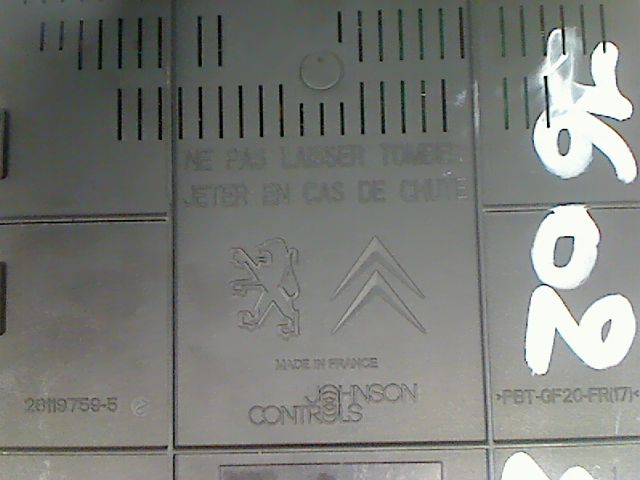 NE PAS LAISSER TOMBER
JETER EN CAS DE CHUTE
MADE IN FRANCE
JOHNSON
CONTROLS
26119759-5
>PBT-GF20-FR(17)<